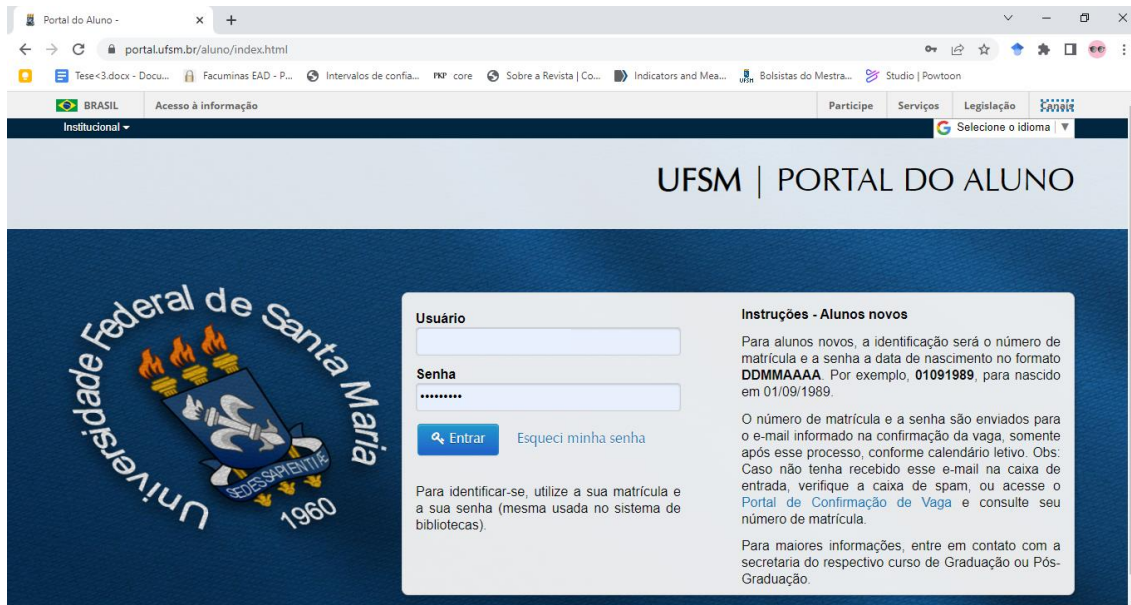 Portal do Aluno -
portal.ufsm.br/aluno/index.html
Tese<3.docx - Docu...
Facuminas EAD - P...
Intervalos de confia...
PKP core
Sobre a Revista | Co...
Indicators and Mea...
UFSM Bolsistas do Mestra...
Studio | Powtoon
BRASIL
Acesso à informação
Participe
Serviços
Legislação
Canais
Institucional
Selecione o idioma
UFSM | PORTAL DO ALUNO
Universidade Federal de Santa Maria
SEDES SAPIENTIAE
1960
Usuário
Senha
•••••••••
Entrar
Esqueci minha senha
Para identificar-se, utilize a sua matrícula e
a sua senha (mesma usada no sistema de
bibliotecas).
Instruções - Alunos novos
Para alunos novos, a identificação será o número de
matrícula e a senha a data de nascimento no formato
DDMMAAAA. Por exemplo, 01091989, para nascido
em 01/09/1989.
O número de matrícula e a senha são enviados para
o e-mail informado na confirmação da vaga, somente
após esse processo, conforme calendário letivo. Obs:
Caso não tenha recebido esse e-mail na caixa de
entrada, verifique a caixa de spam, ou acesse o
Portal de Confirmação de Vaga e consulte seu
número de matrícula.
Para maiores informações, entre em contato com a
secretaria do respectivo curso de Graduação ou Pós-
Graduação.